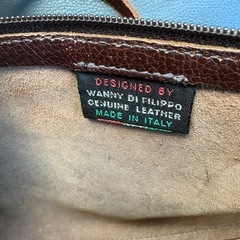 DESIGNED BY
WANNY DI FILIPPO
GENUINE LEATHER
MADE IN ITALY